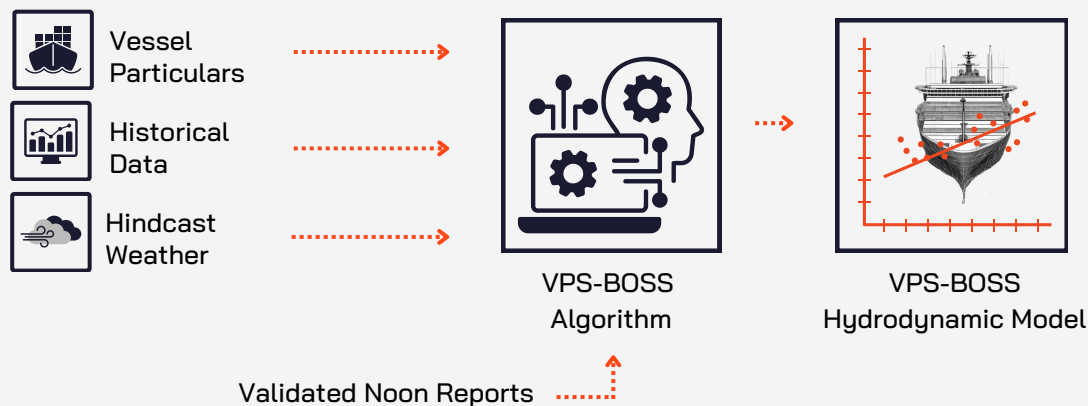 Vessel
Particulars
Historical
Data
Hindcast
Weather
VPS-BOSS
Algorithm
VPS-BOSS
Hydrodynamic Model
Validated Noon Reports